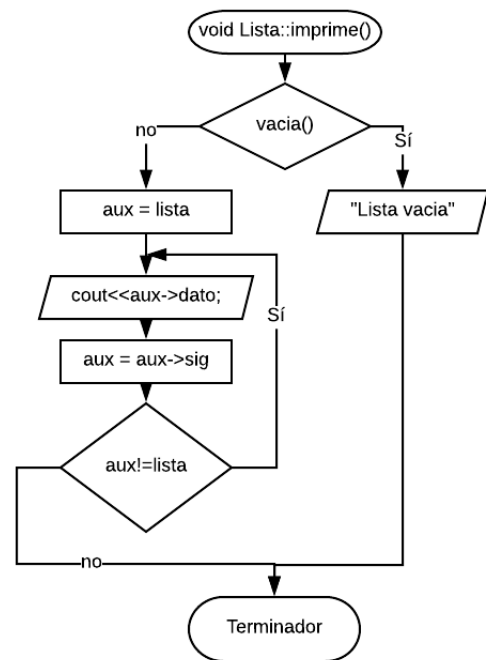 void Lista::imprime()
vacia()
no
Sí
aux = lista
"Lista vacia"
cout<<aux->dato;
Sí
aux = aux->sig
aux!=lista
no
Terminador